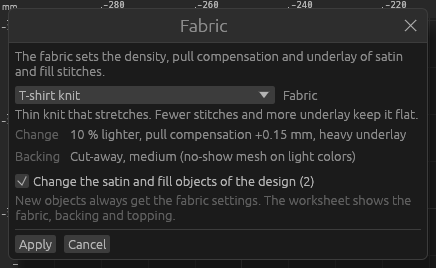 mm
-280
-260
-240
-220
Fabric
The fabric sets the density, pull compensation and underlay of satin
and fill stitches.
T-shirt knit
Fabric
Thin knit that stretches. Fewer stitches and more underlay keep it flat.
Change 10 % lighter, pull compensation +0.15 mm, heavy underlay
Backing Cut-away, medium (no-show mesh on light colors)
Change the satin and fill objects of the design (2)
New objects always get the fabric settings. The worksheet shows the
fabric, backing and topping.
Apply
Cancel